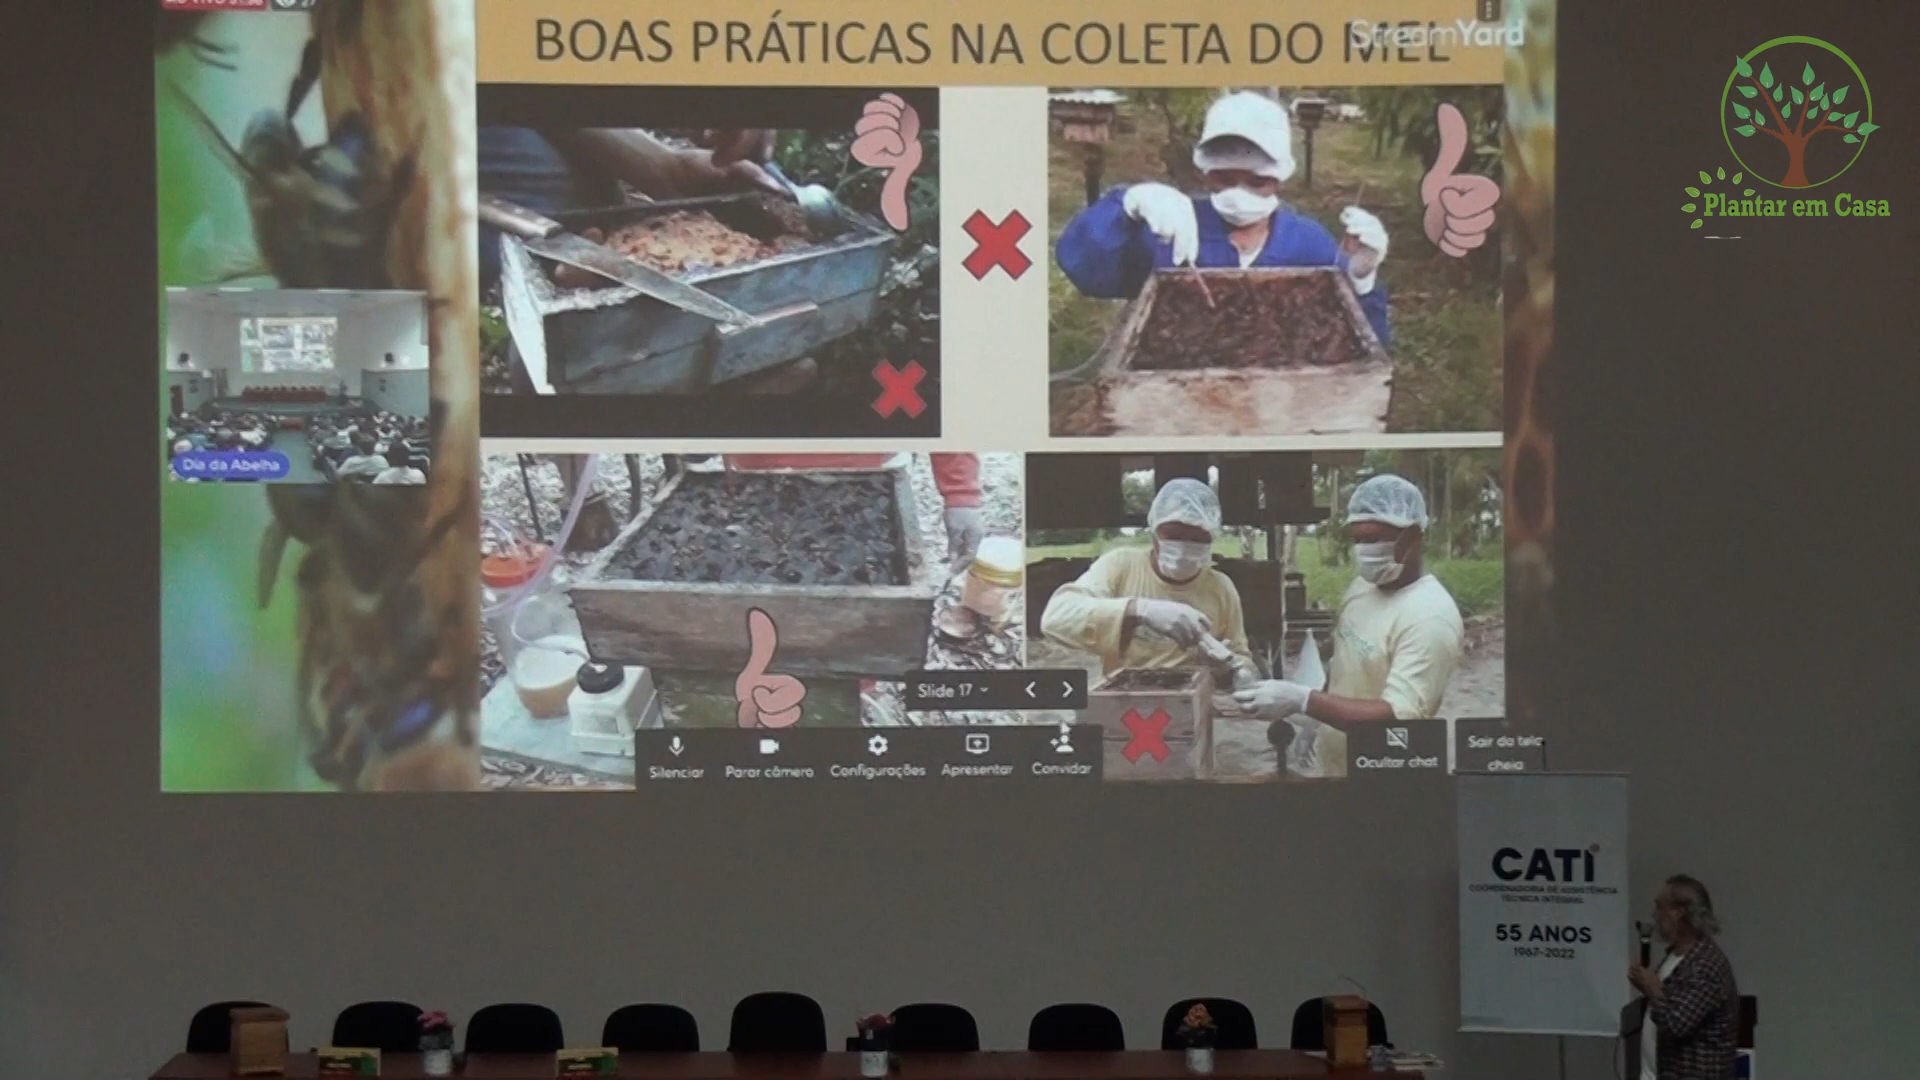 BOAS PRÁTICAS NA COLETA DO MEL
StreamYard
Plantar em Casa
Dia da Abelha
Slide 17
Silenciar
Parar câmera
Configurações
Apresentar
Convidar
Ocultar chat
Sair da tela
cheia
CATI
COORDENADORIA DE ASSISTÊNCIA
TÉCNICA INTEGRAL
55 ANOS
1967-2022